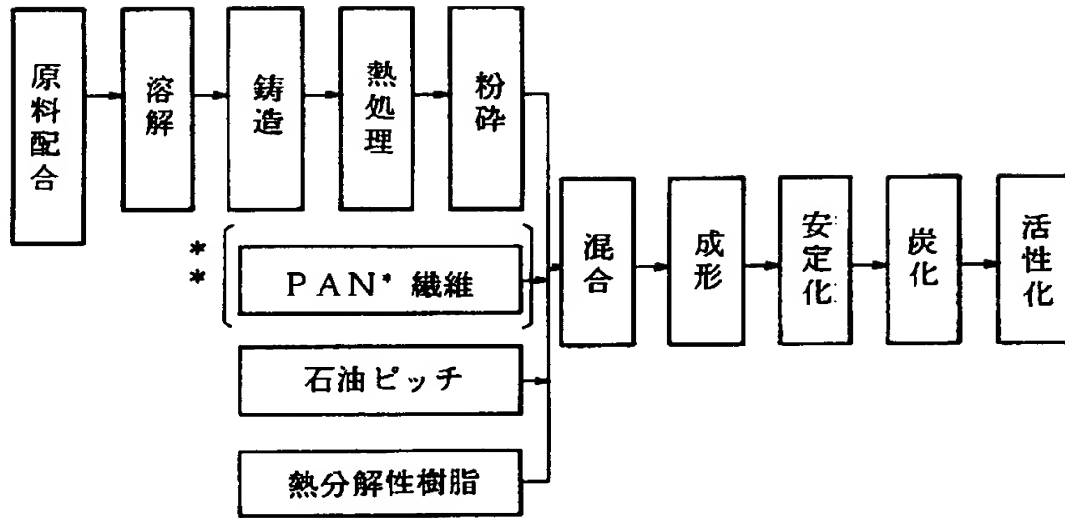 原料配合
溶解
鋳造
熱処理
粉砕
**
PAN* 繊維
石油ピッチ
熱分解性樹脂
混合
成形
安定化
炭化
活性化